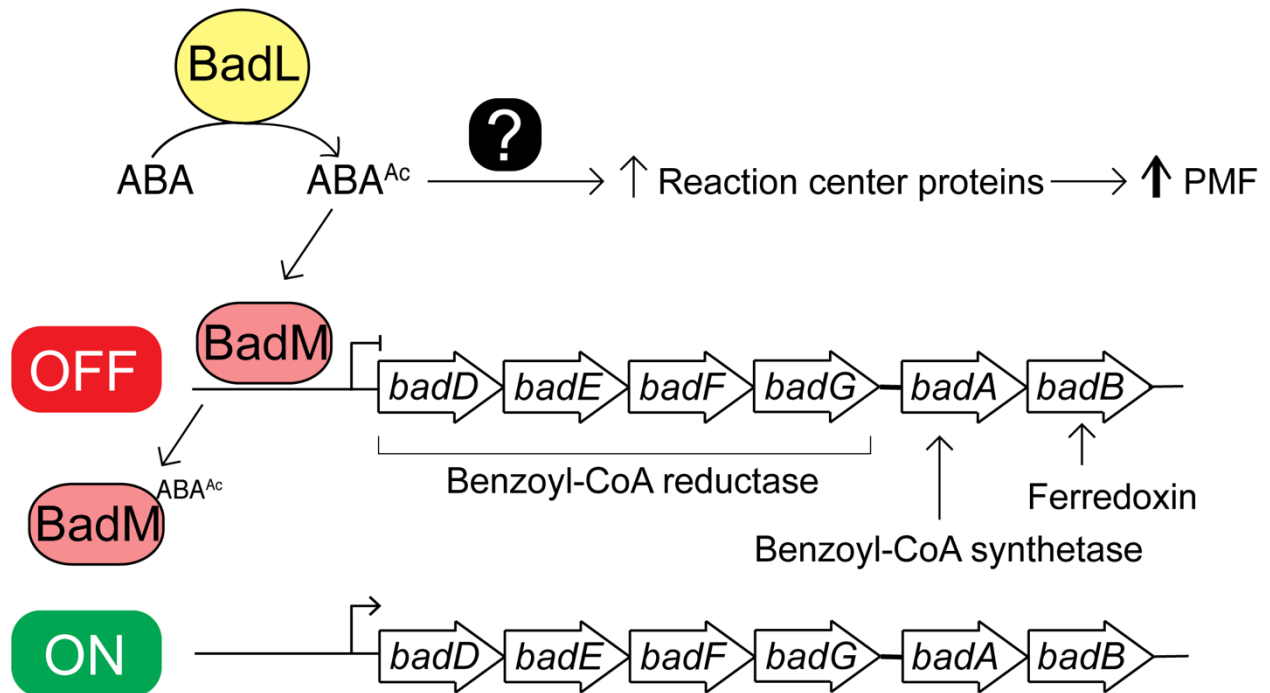 BadL
ABA ABA^Ac ? ↑ Reaction center proteins ↑ PMF
OFF BadM badD badE badF badG badA badB
Benzoyl-CoA reductase
BadM ABA^Ac
Ferredoxin
Benzoyl-CoA synthetase
ON badD badE badF badG badA badB